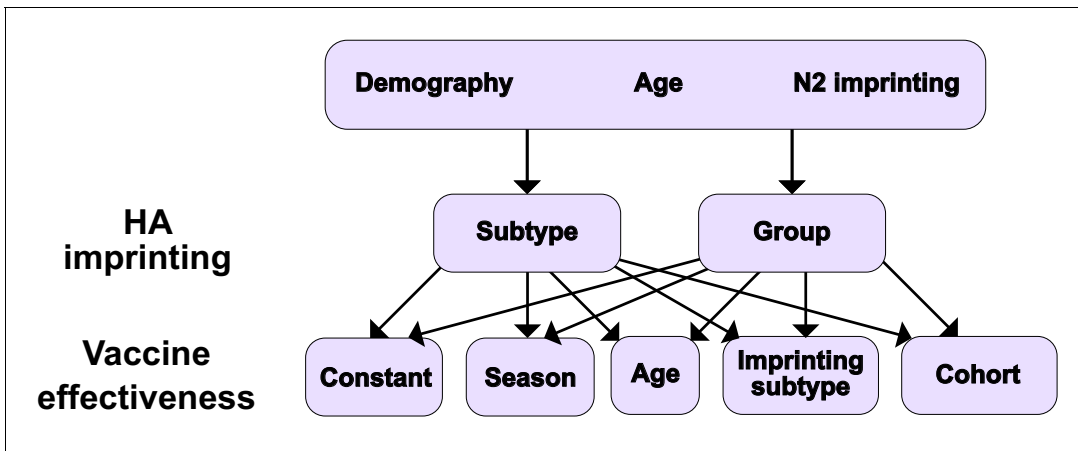 Demography Age N2 imprinting
HA
imprinting
Subtype Group
Vaccine
effectiveness
Constant Season Age Imprinting
subtype Cohort